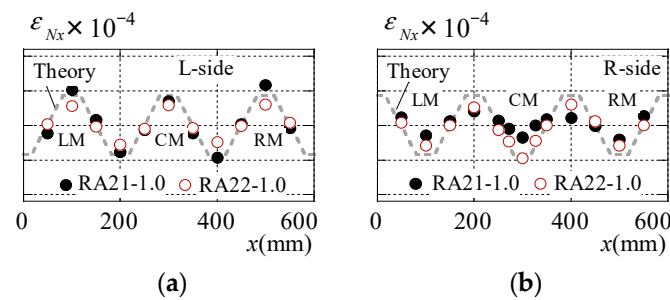 ε_Nx × 10⁻⁴
Theory
L-side
LM
CM
RM
RA21-1.0
RA22-1.0
0 200 400 600
x(mm)
(a)
ε_Nx × 10⁻⁴
R-side
Theory
LM
CM
RM
RA21-1.0
RA22-1.0
0 200 400 600
x(mm)
(b)